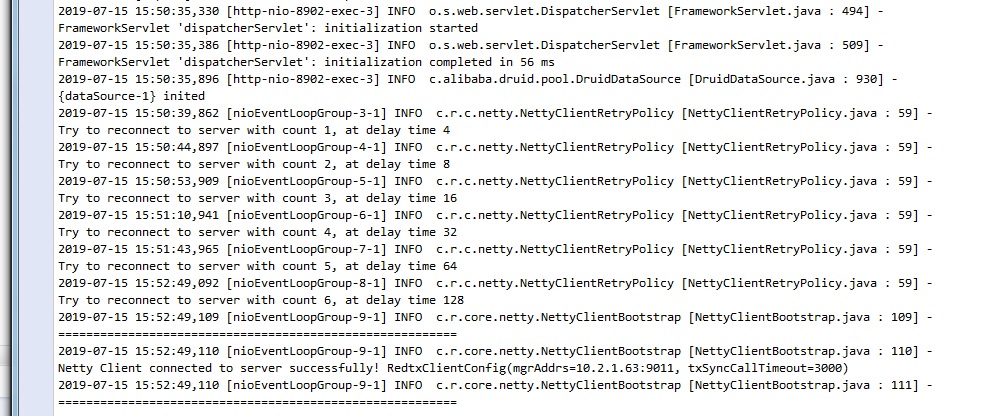 2019-07-15 15:50:35,330 [http-nio-8902-exec-3] INFO  o.s.web.servlet.DispatcherServlet [FrameworkServlet.java : 494] -
FrameworkServlet 'dispatcherServlet': initialization started
2019-07-15 15:50:35,386 [http-nio-8902-exec-3] INFO  o.s.web.servlet.DispatcherServlet [FrameworkServlet.java : 509] -
FrameworkServlet 'dispatcherServlet': initialization completed in 56 ms
2019-07-15 15:50:35,896 [http-nio-8902-exec-3] INFO  c.alibaba.druid.pool.DruidDataSource [DruidDataSource.java : 930] -
{dataSource-1} inited
2019-07-15 15:50:39,862 [nioEventLoopGroup-3-1] INFO  c.r.c.netty.NettyClientRetryPolicy [NettyClientRetryPolicy.java : 59] -
Try to reconnect to server with count 1, at delay time 4
2019-07-15 15:50:44,897 [nioEventLoopGroup-4-1] INFO  c.r.c.netty.NettyClientRetryPolicy [NettyClientRetryPolicy.java : 59] -
Try to reconnect to server with count 2, at delay time 8
2019-07-15 15:50:53,909 [nioEventLoopGroup-5-1] INFO  c.r.c.netty.NettyClientRetryPolicy [NettyClientRetryPolicy.java : 59] -
Try to reconnect to server with count 3, at delay time 16
2019-07-15 15:51:10,941 [nioEventLoopGroup-6-1] INFO  c.r.c.netty.NettyClientRetryPolicy [NettyClientRetryPolicy.java : 59] -
Try to reconnect to server with count 4, at delay time 32
2019-07-15 15:51:43,965 [nioEventLoopGroup-7-1] INFO  c.r.c.netty.NettyClientRetryPolicy [NettyClientRetryPolicy.java : 59] -
Try to reconnect to server with count 5, at delay time 64
2019-07-15 15:52:49,092 [nioEventLoopGroup-8-1] INFO  c.r.c.netty.NettyClientRetryPolicy [NettyClientRetryPolicy.java : 59] -
Try to reconnect to server with count 6, at delay time 128
2019-07-15 15:52:49,109 [nioEventLoopGroup-9-1] INFO  c.r.core.netty.NettyClientBootstrap [NettyClientBootstrap.java : 109] -
=========================================================
2019-07-15 15:52:49,110 [nioEventLoopGroup-9-1] INFO  c.r.core.netty.NettyClientBootstrap [NettyClientBootstrap.java : 110] -
Netty Client connected to server successfully! RedtxClientConfig(mgrAddrs=10.2.1.63:9011, txSyncCallTimeout=3000)
2019-07-15 15:52:49,110 [nioEventLoopGroup-9-1] INFO  c.r.core.netty.NettyClientBootstrap [NettyClientBootstrap.java : 111] -
=========================================================